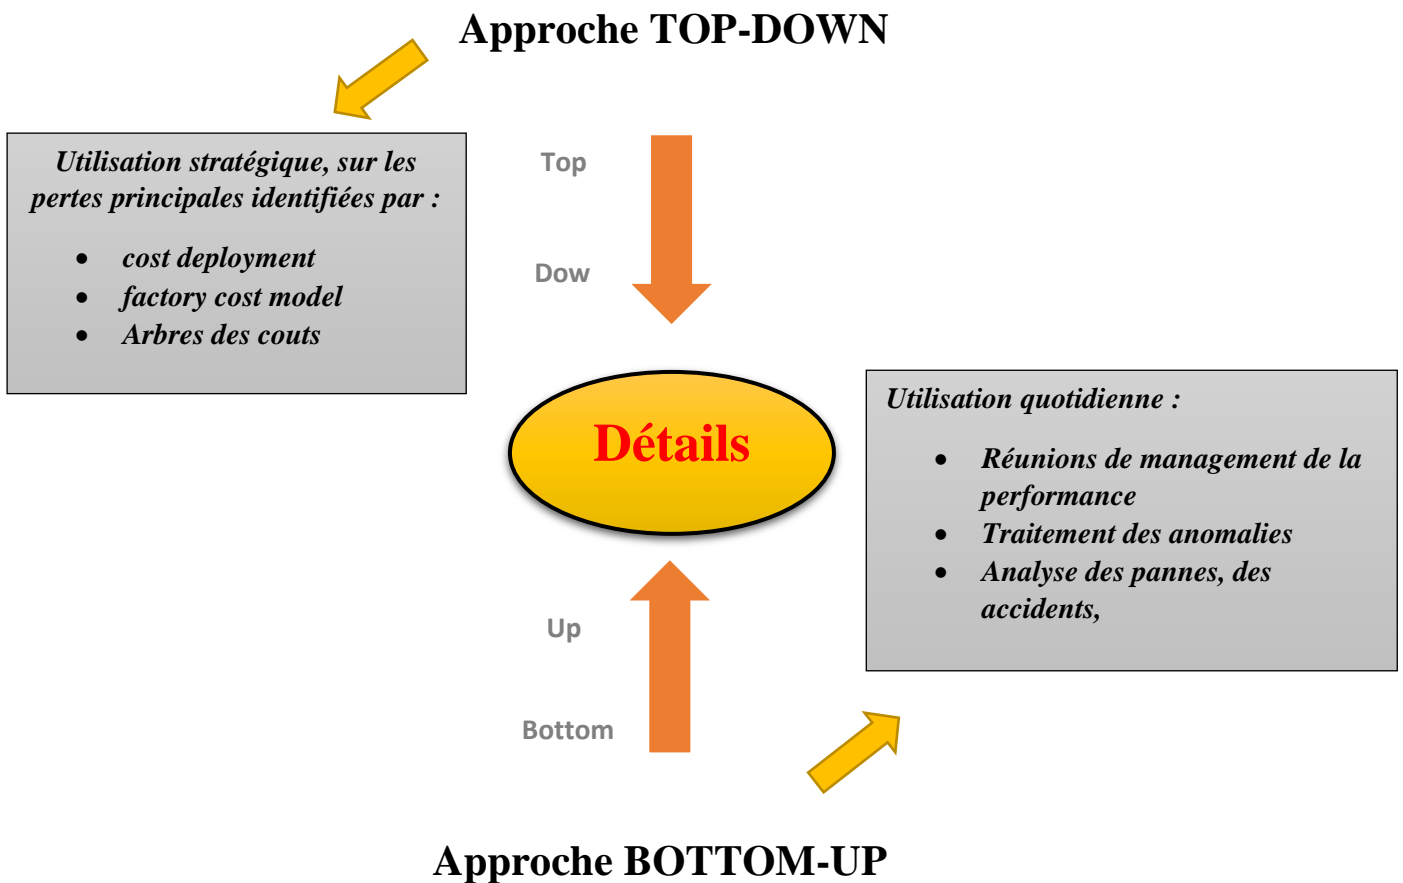 Approche TOP-DOWN
Utilisation stratégique, sur les
pertes principales identifiées par :
• cost deployment
• factory cost model
• Arbres des couts
Top
Dow
Détails
Utilisation quotidienne :
• Réunions de management de la
performance
• Traitement des anomalies
• Analyse des pannes, des
accidents,
Up
Bottom
Approche BOTTOM-UP